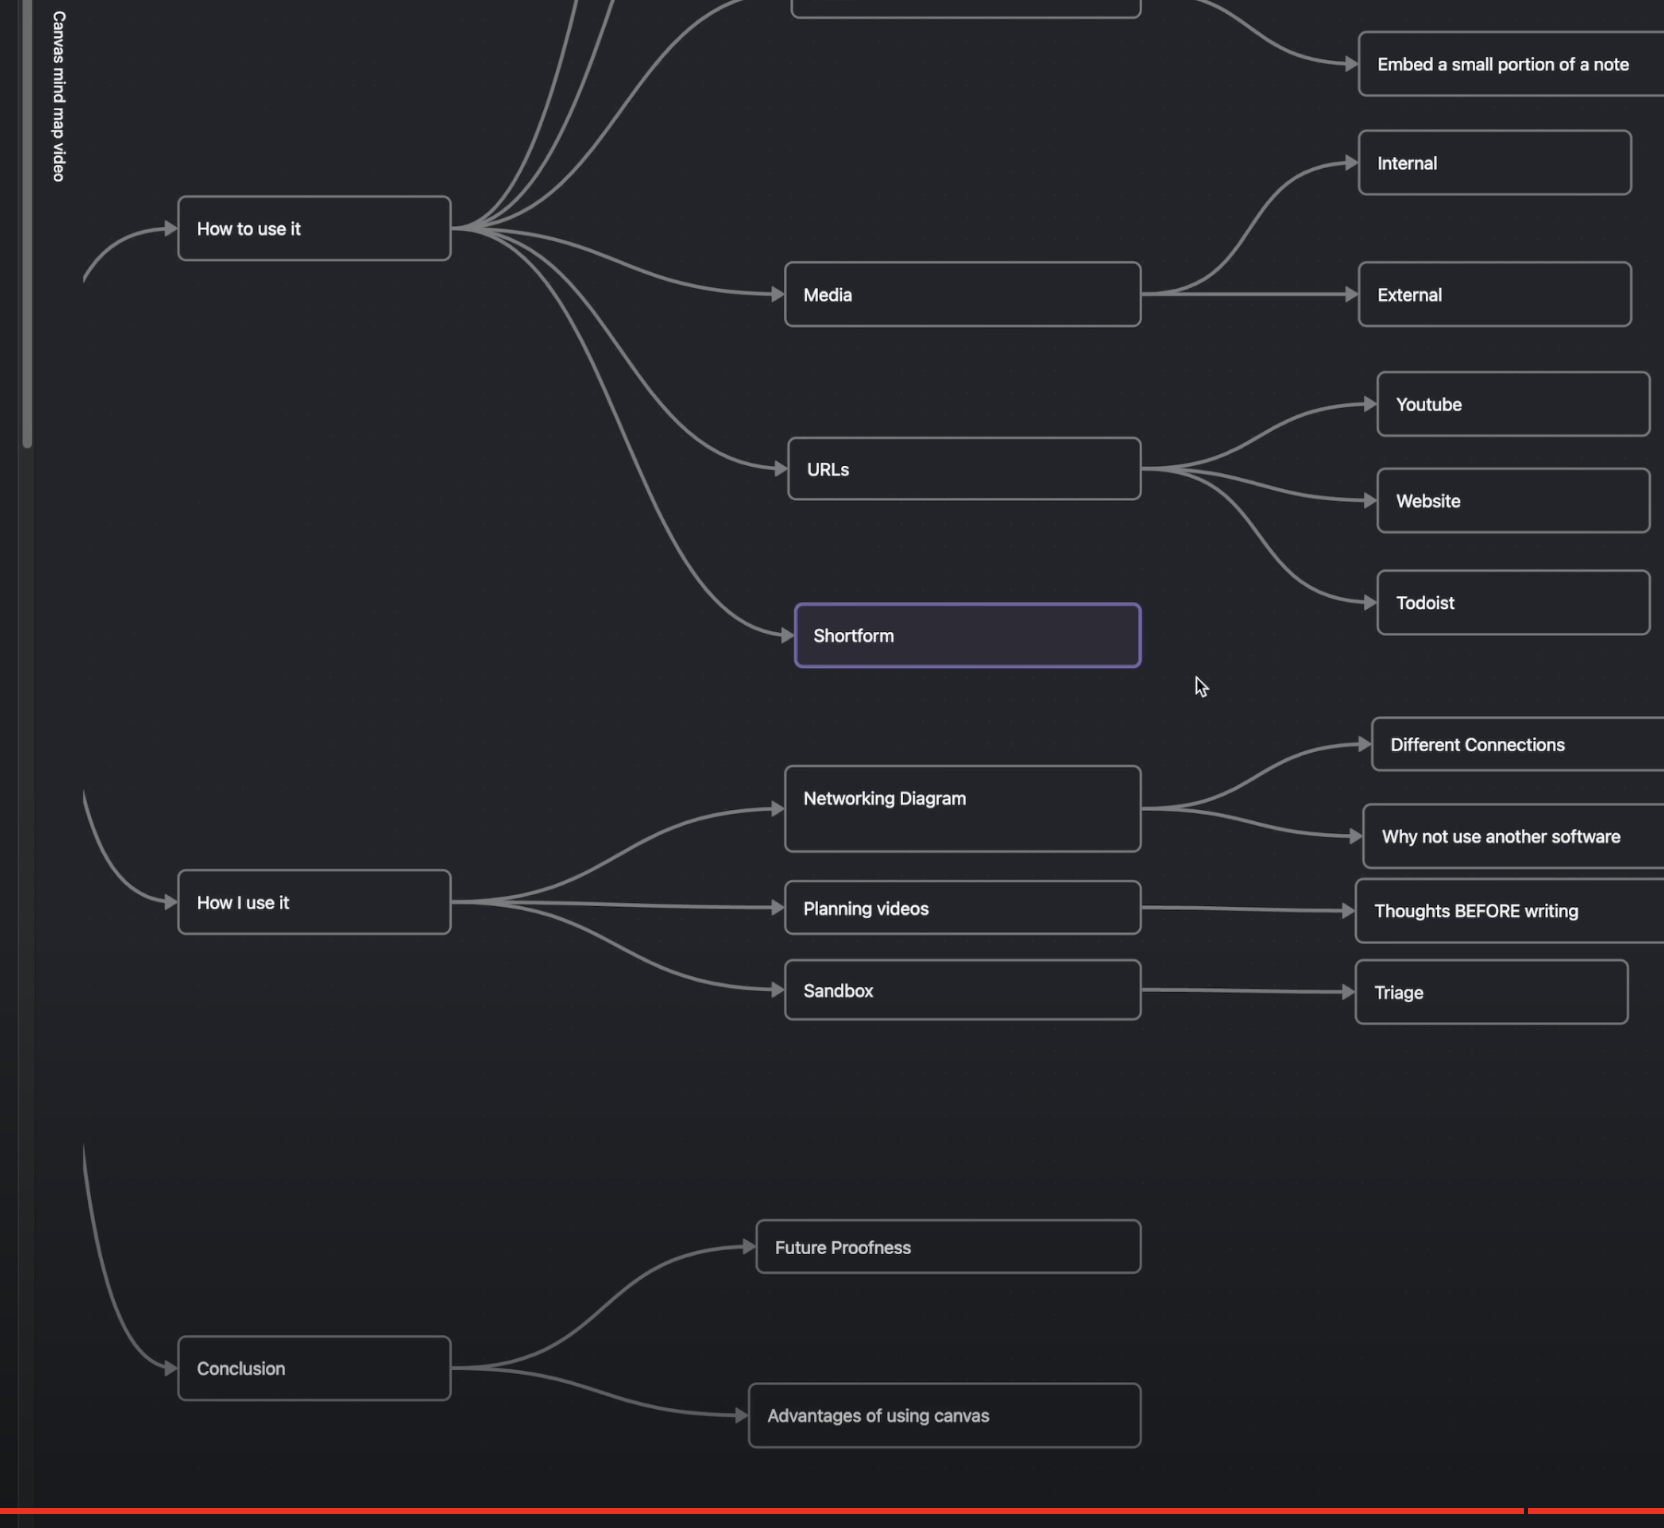 Canvas mind map video
Embed a small portion of a note
Internal
How to use it
Media
External
Youtube
URLs
Website
Todoist
Shortform
Different Connections
Networking Diagram
Why not use another software
How I use it
Planning videos
Thoughts BEFORE writing
Sandbox
Triage
Future Proofness
Conclusion
Advantages of using canvas